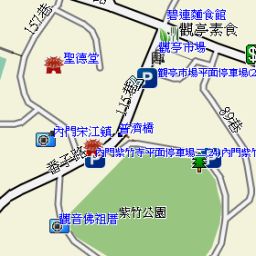 碧連麵食館
觀亭素食
157巷
觀亭市場
聖德堂
觀亭市場平面停車場(2
115巷
89巷
內門宋江鎮
普濟橋
番子路
內門紫竹寺平面停車場
內門紫竹
紫竹公園
觀音佛祖厝